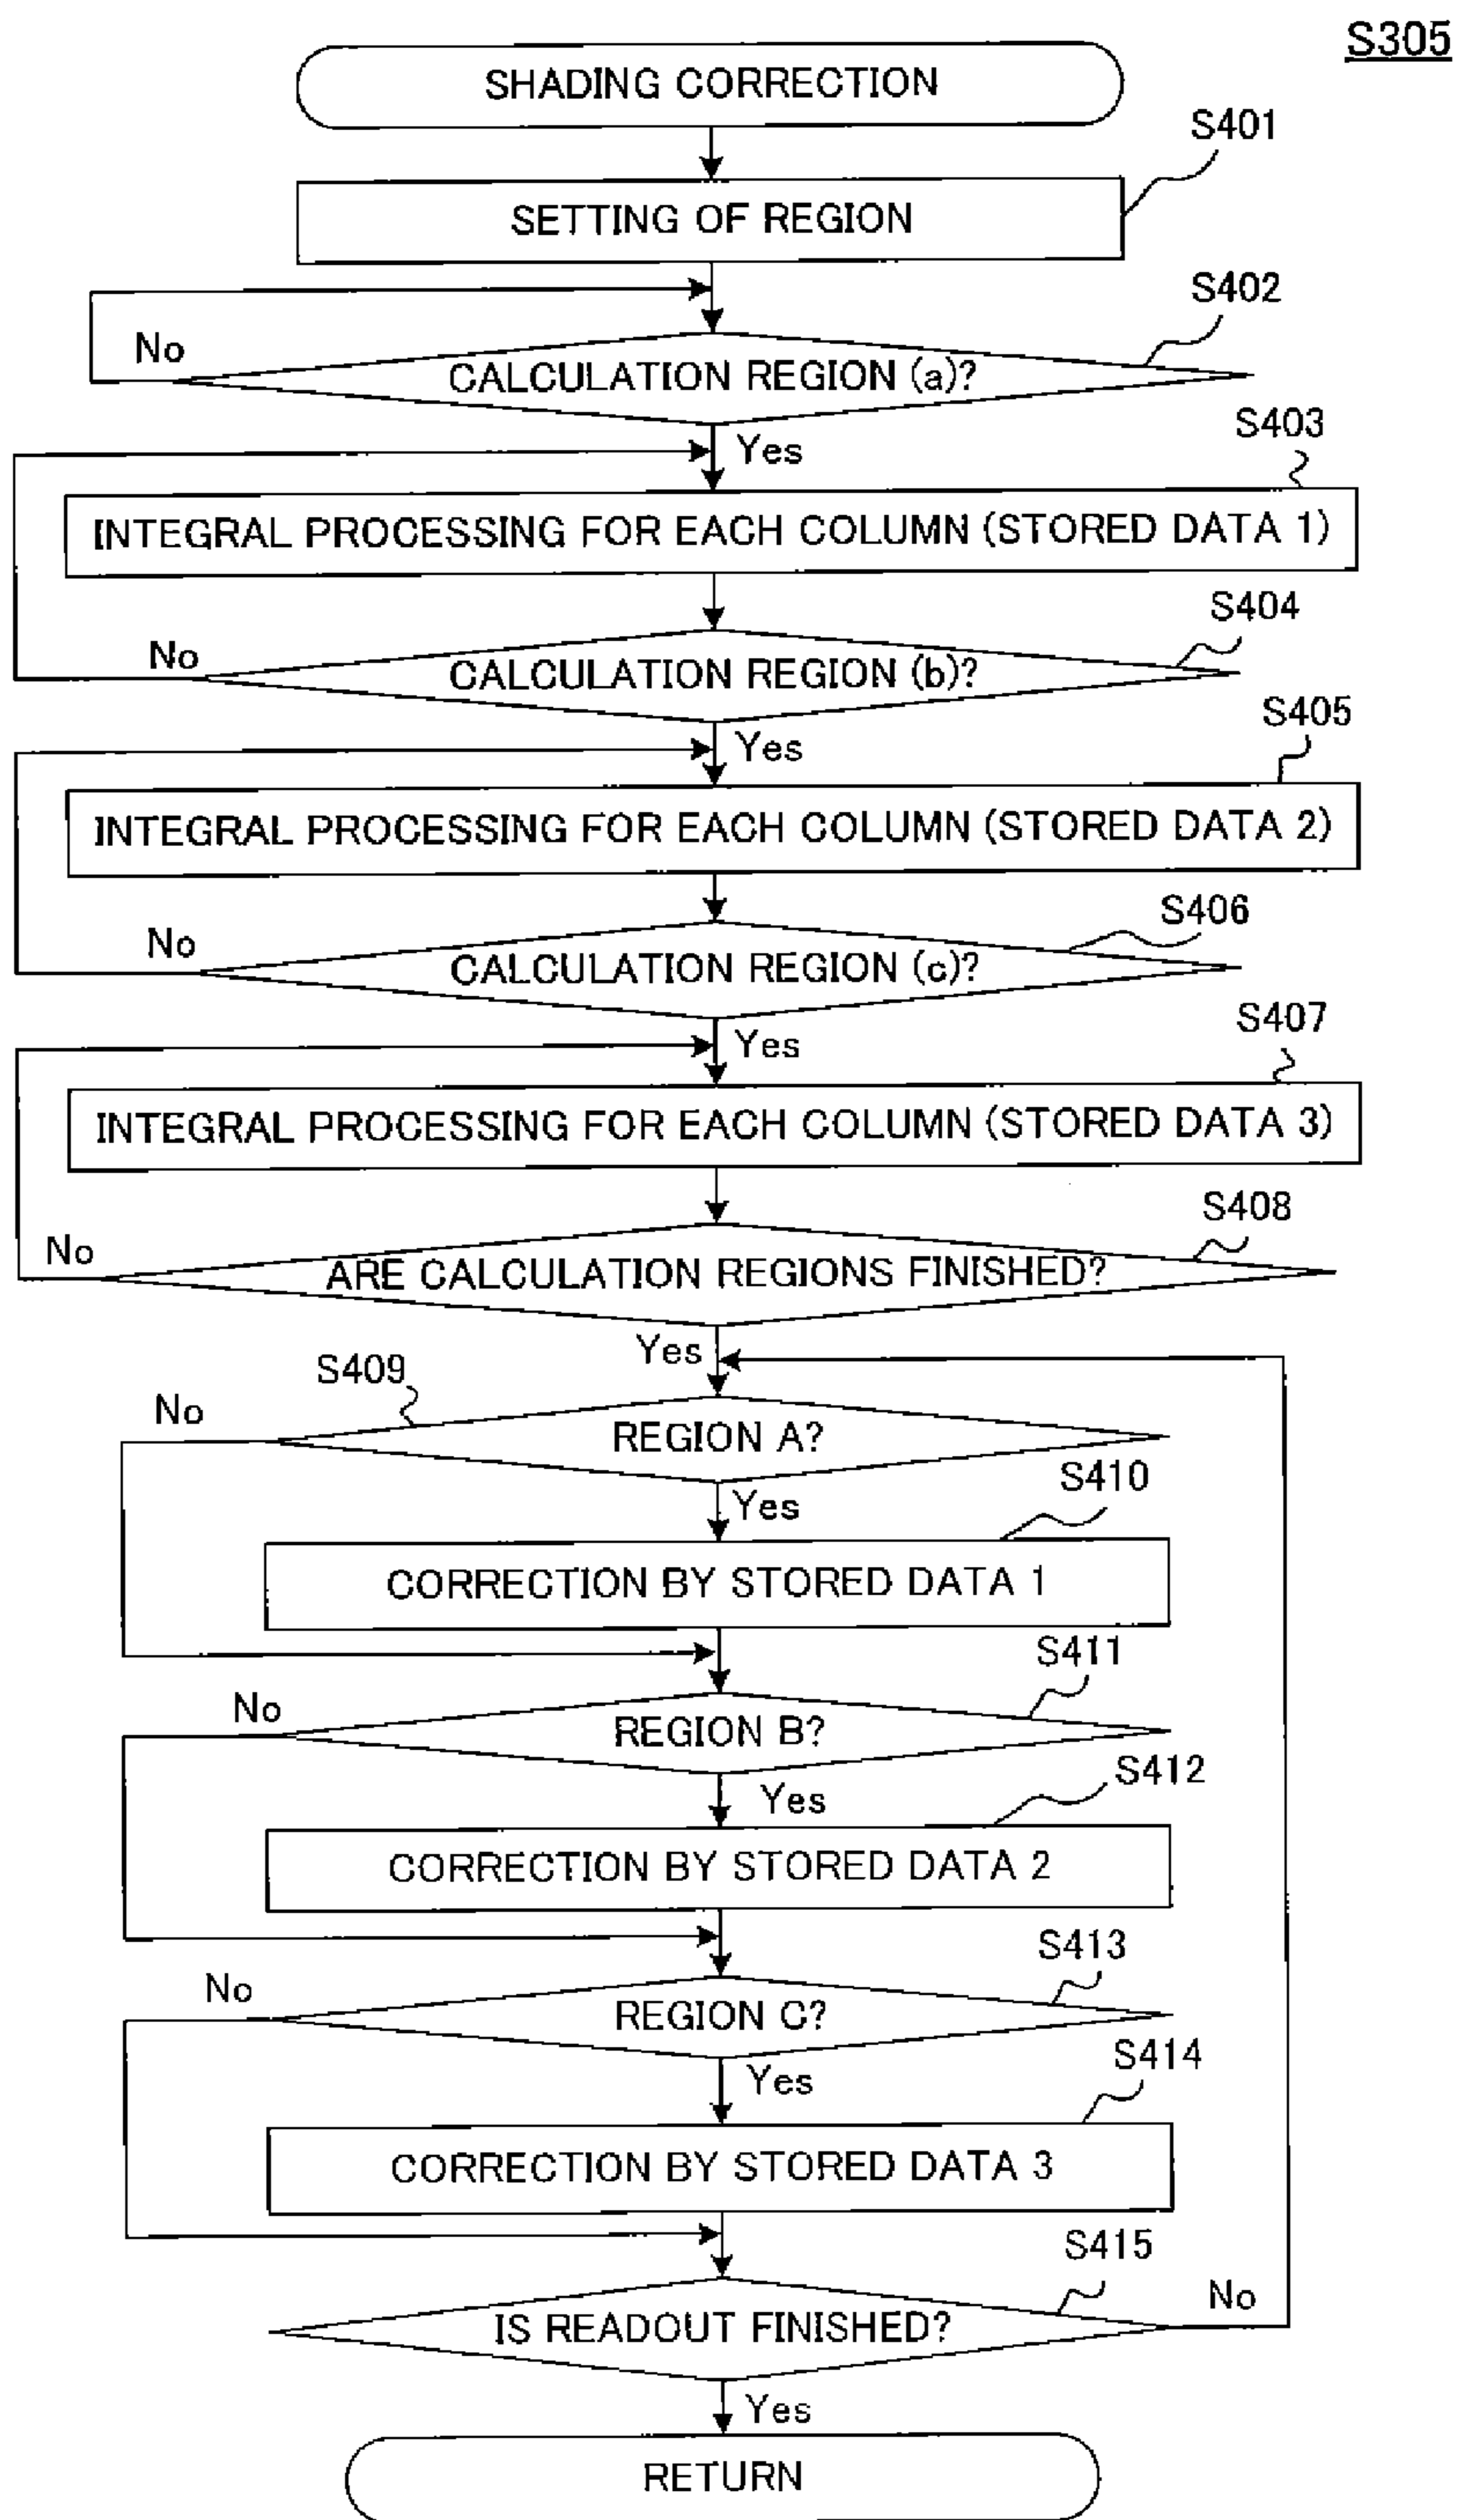 S305
SHADING CORRECTION
S401
SETTING OF REGION
S402
No
CALCULATION REGION (a)?
S403
Yes
INTEGRAL PROCESSING FOR EACH COLUMN (STORED DATA 1)
S404
No
CALCULATION REGION (b)?
S405
Yes
INTEGRAL PROCESSING FOR EACH COLUMN (STORED DATA 2)
S406
No
CALCULATION REGION (c)?
S407
Yes
INTEGRAL PROCESSING FOR EACH COLUMN (STORED DATA 3)
S408
No
ARE CALCULATION REGIONS FINISHED?
Yes
S409
No
REGION A?
S410
Yes
CORRECTION BY STORED DATA 1
S411
No
REGION B?
S412
Yes
CORRECTION BY STORED DATA 2
S413
No
REGION C?
S414
Yes
CORRECTION BY STORED DATA 3
S415
No
IS READOUT FINISHED?
Yes
RETURN